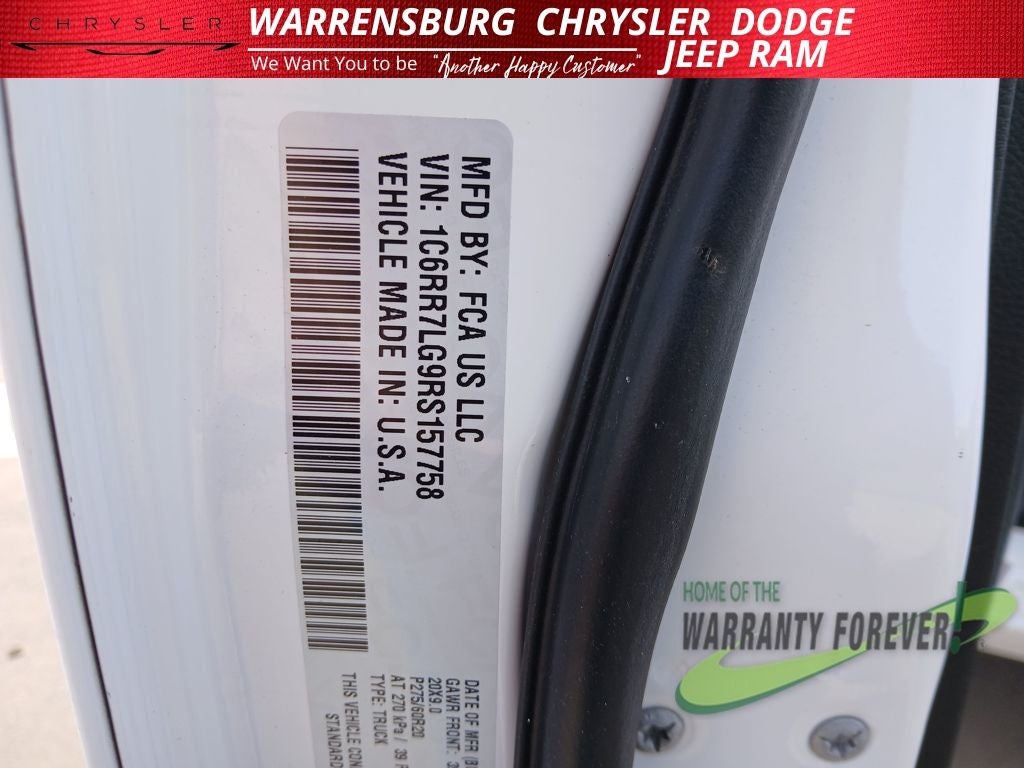 CHRYSLER
WARRENSBURG CHRYSLER DODGE
JEEP RAM
We Want You to be "Another Happy Customer"
MFD BY: FCA US LLC
VIN: 1C6RR7LG9RS157758
VEHICLE MADE IN: U.S.A.
DATE OF MFR
GAWR FRONT:
20X9.0
P275/60R20
AT 270 kPa / 39
TYPE: TRUCK
THIS VEHICLE CON
STANDARD
HOME OF THE
WARRANTY FOREVER!